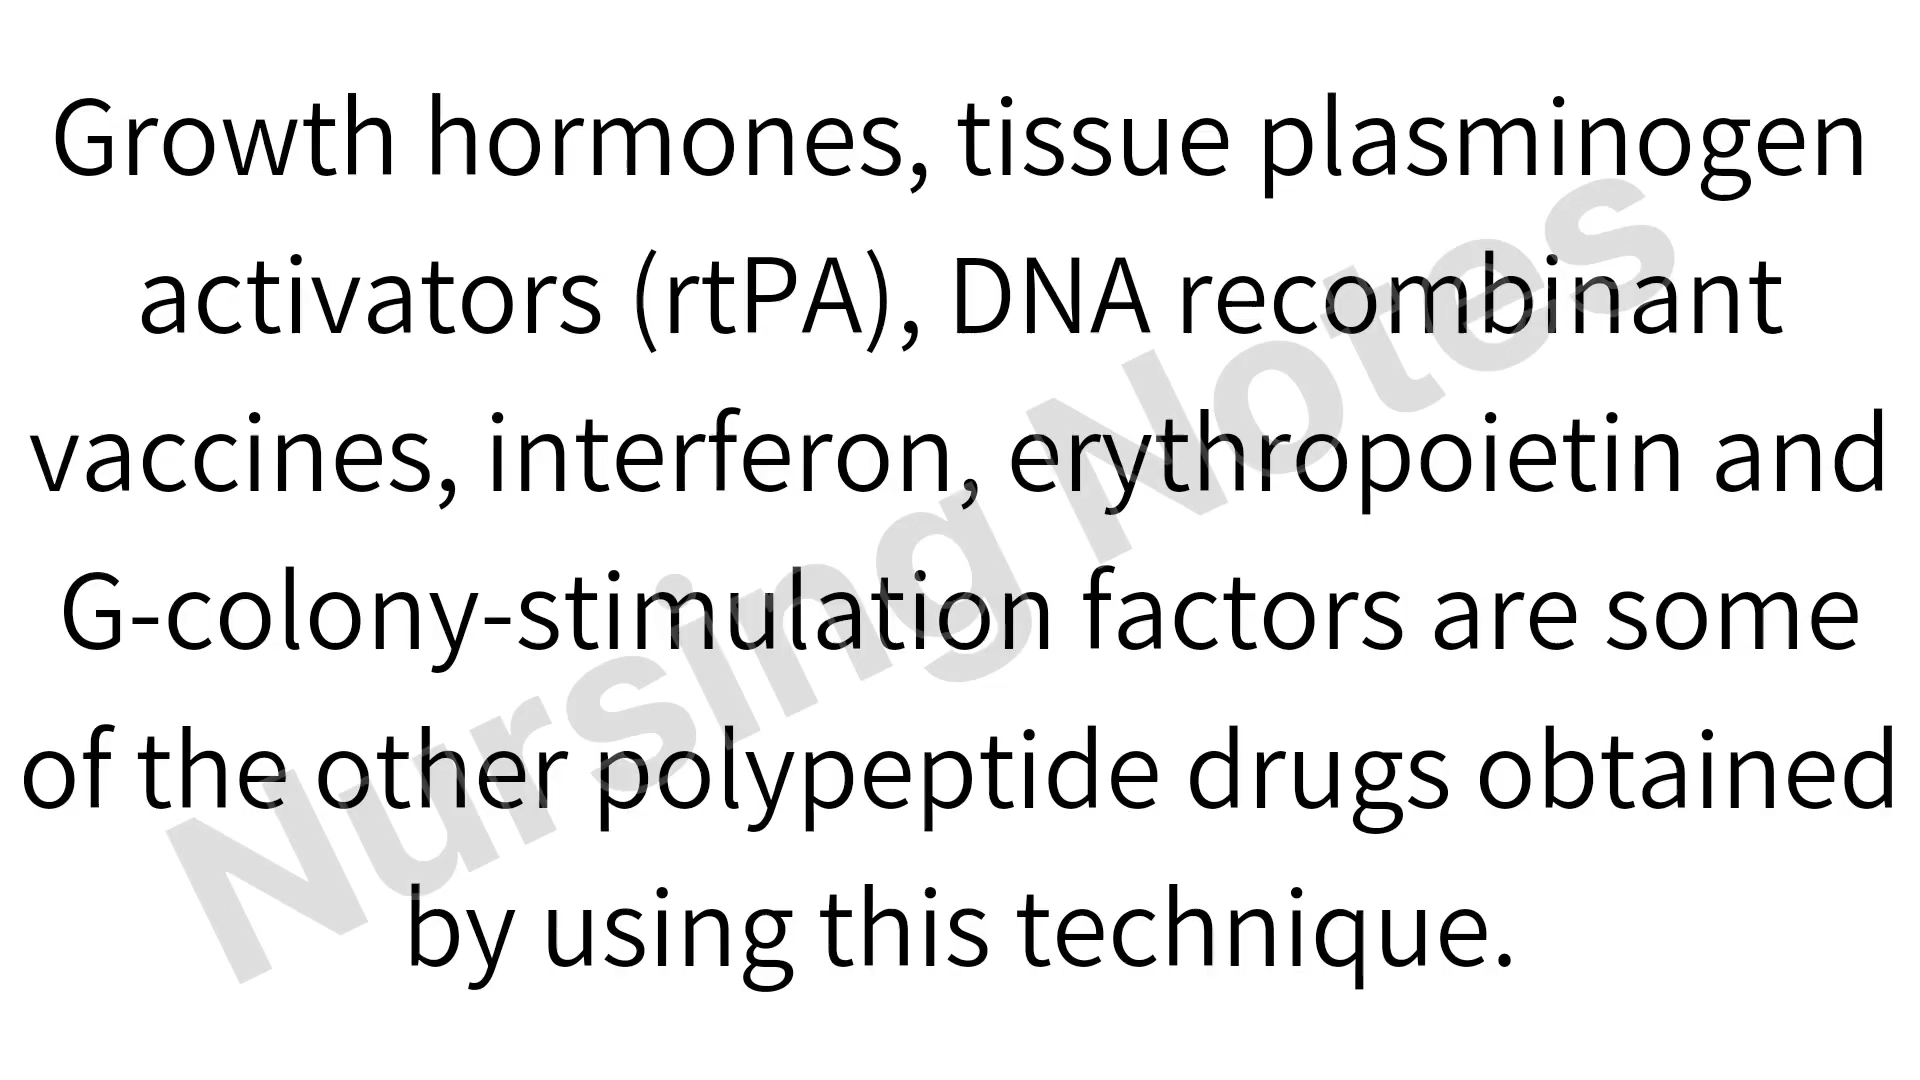 Growth hormones, tissue plasminogen
activators (rtPA), DNA recombinant
vaccines, interferon, erythropoietin and
G-colony-stimulation factors are some
of the other polypeptide drugs obtained
by using this technique.
Nursing Notes